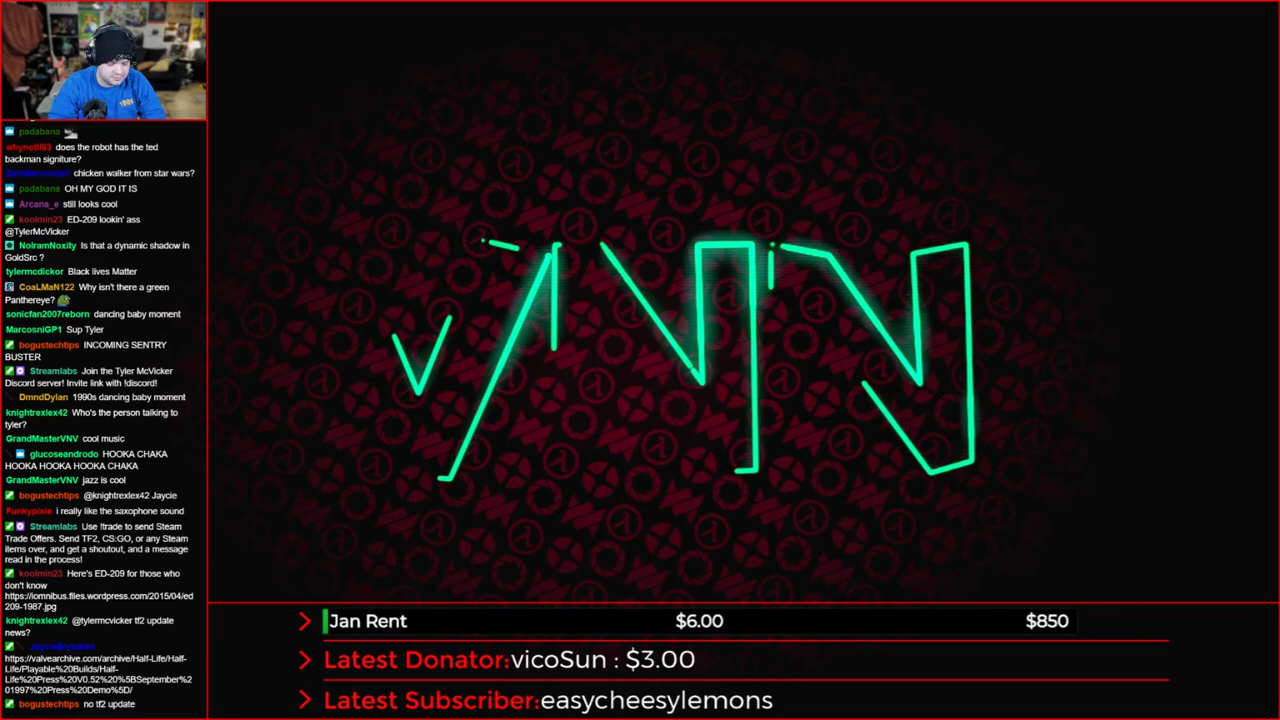 padabana
whynotll83 does the robot has the ted
backman signiture?
chicken walker from star wars?
padabana OH MY GOD IT IS
Arcana_e still looks cool
koolmin23 ED-209 lookin' ass
@TylerMcVicker
NoIramNoxity Is that a dynamic shadow in
GoldSrc ?
tylermcdickor Black lives Matter
CoaLMaN122 Why isn't there a green
Panthereye?
sonicfan2007reborn dancing baby moment
MarcosniGP1 Sup Tyler
bogustechtips INCOMING SENTRY
BUSTER
Streamlabs Join the Tyler McVicker
Discord server! Invite link with !discord!
DmndDylan 1990s dancing baby moment
knightrexlex42 Who's the person talking to
tyler?
GrandMasterVNV cool music
glucoseandrodo HOOKA CHAKA
HOOKA HOOKA HOOKA CHAKA
GrandMasterVNV jazz is cool
bogustechtips @knightrexlex42 Jaycie
Funkypixie i really like the saxophone sound
Streamlabs Use !trade to send Steam
Trade Offers. Send TF2, CS:GO, or any Steam
items over, and get a shoutout, and a message
read in the process!
koolmin23 Here's ED-209 for those who
don't know
https://iomnibus.files.wordpress.com/2015/04/ed
209-1987.jpg
knightrexlex42 @tylermcvicker tf2 update
news?
https://valvearchive.com/archive/Half-Life/Half-
Life/Playable%20Builds/Half-
Life%20Press%20V0.52%20%5BSeptember%2
01997%20Press%20Demo%5D/
bogustechtips no tf2 update
Jan Rent $6.00 $850
Latest Donator:vicoSun : $3.00
Latest Subscriber:easycheesylemons